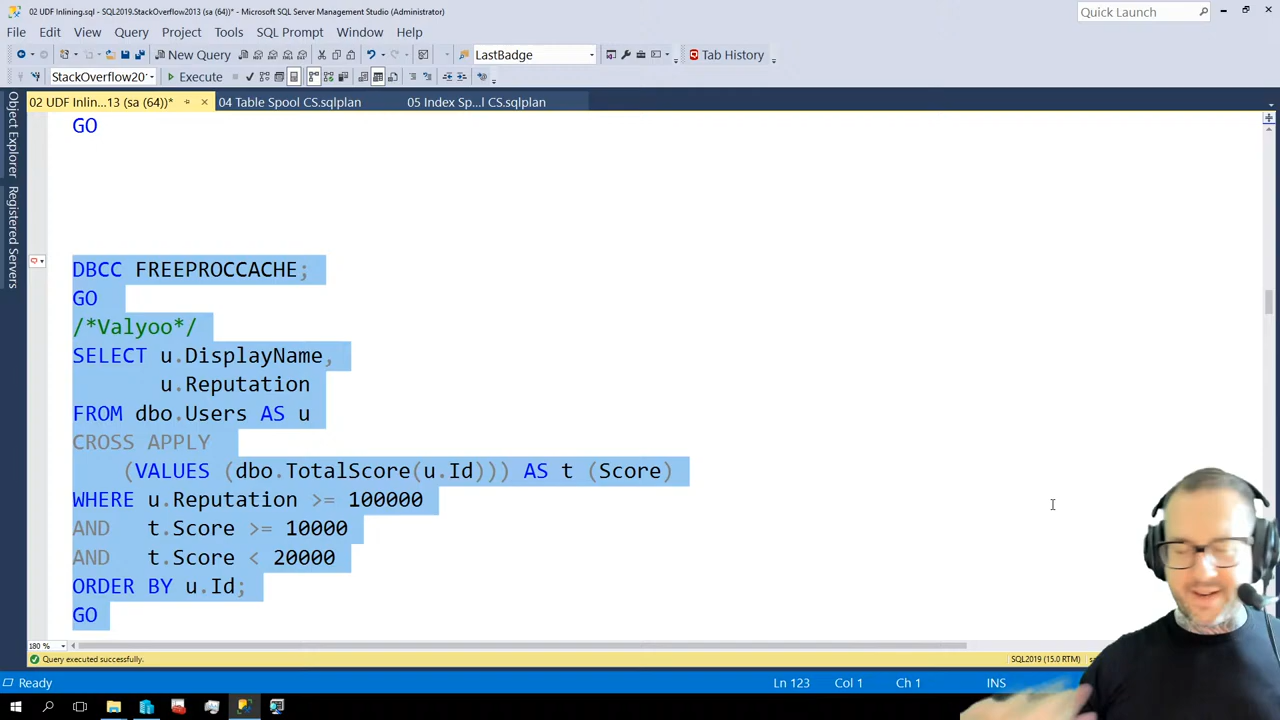 02 UDF Inlining.sql - SQL2019.StackOverflow2013 (sa (64))* - Microsoft SQL Server Management Studio (Administrator)
Quick Launch
File Edit View Query Project Tools SQL Prompt Window Help
New Query LastBadge Tab History
StackOverflow20 Execute
02 UDF Inlin...13 (sa (64))* 04 Table Spool CS.sqlplan 05 Index Sp...l CS.sqlplan
Object Explorer
Registered Servers
GO
DBCC FREEPROCCACHE;
GO
/*Valyoo*/
SELECT u.DisplayName,
u.Reputation
FROM dbo.Users AS u
CROSS APPLY
(VALUES (dbo.TotalScore(u.Id))) AS t (Score)
WHERE u.Reputation >= 100000
AND t.Score >= 10000
AND t.Score < 20000
ORDER BY u.Id;
GO
180 %
Query executed successfully. SQL2019 (15.0 RTM)
Ready Ln 123 Col 1 Ch 1 INS